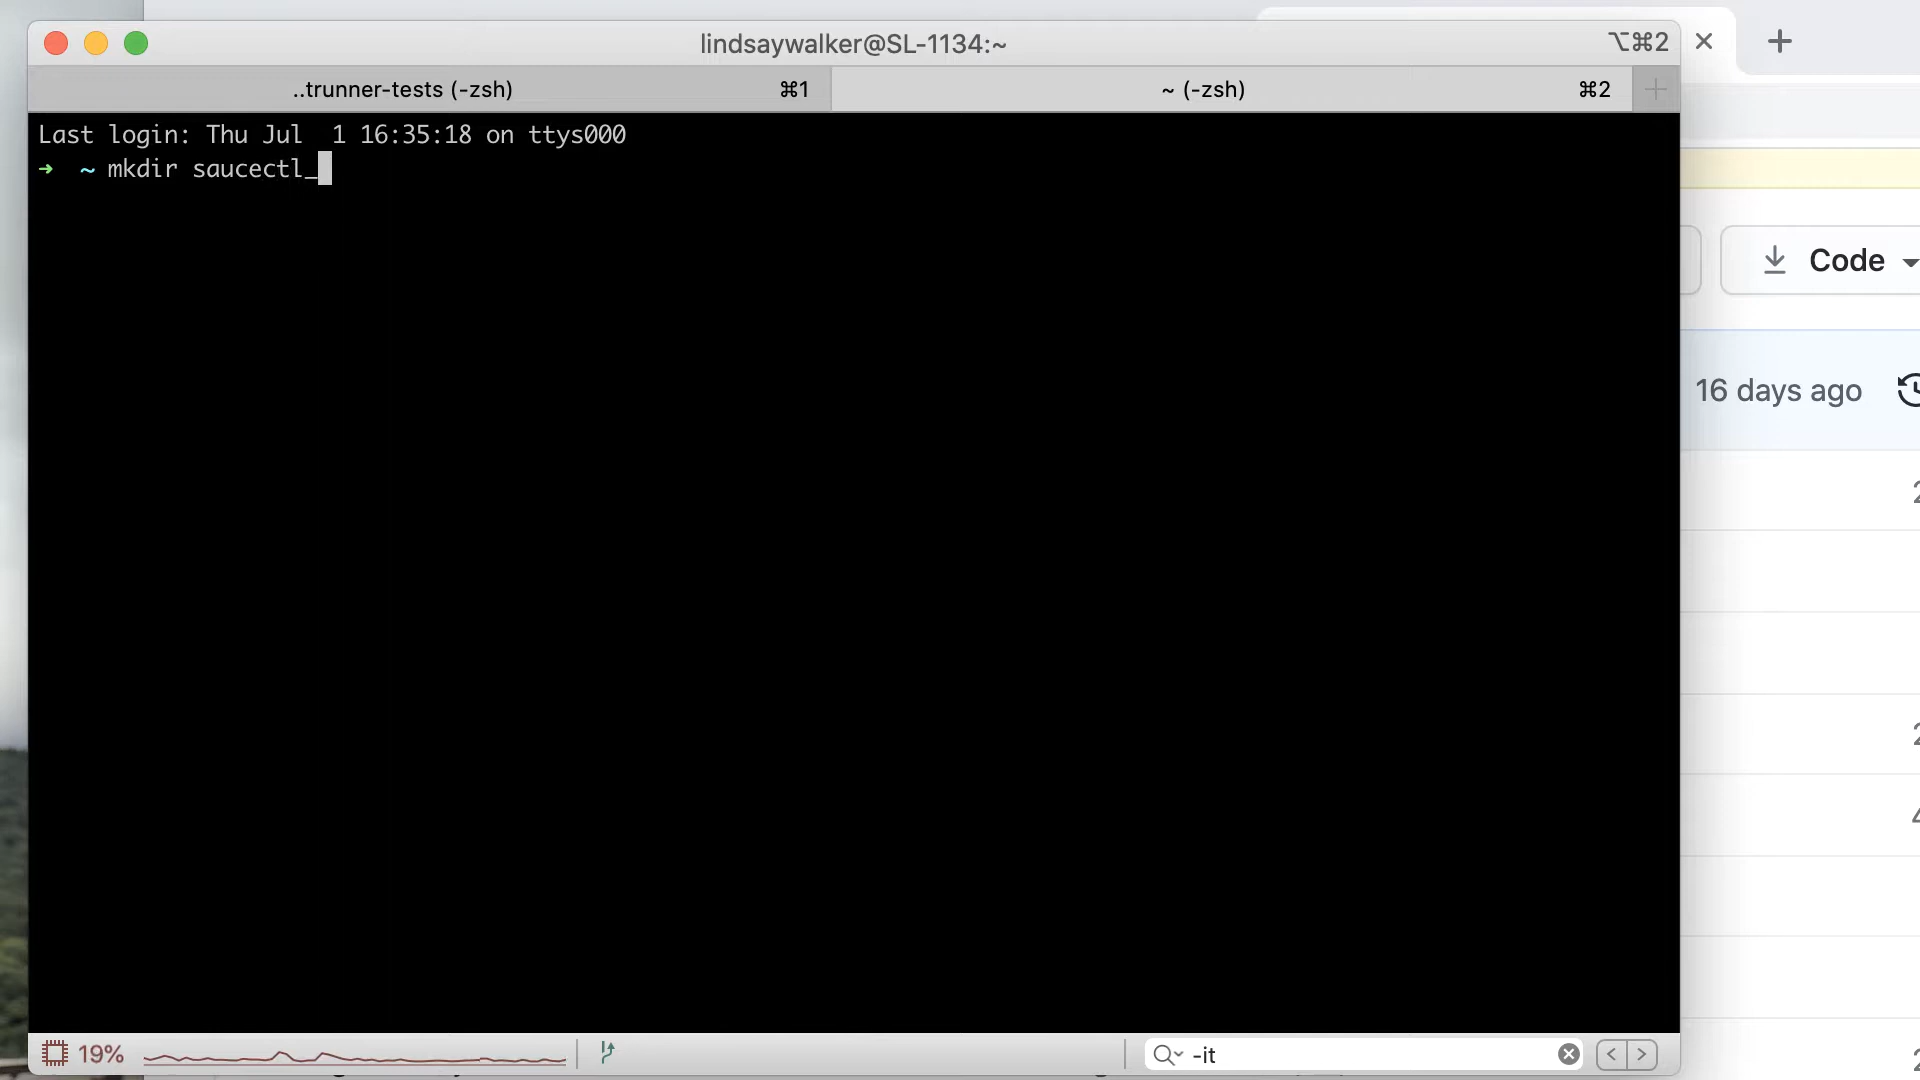 lindsaywalker@SL-1134:~
⌥⌘2
..trunner-tests (-zsh) ⌘1
~ (-zsh) ⌘2
Last login: Thu Jul  1 16:35:18 on ttys000
➜  ~ mkdir saucectl_
Code
16 days ago
19%
-it